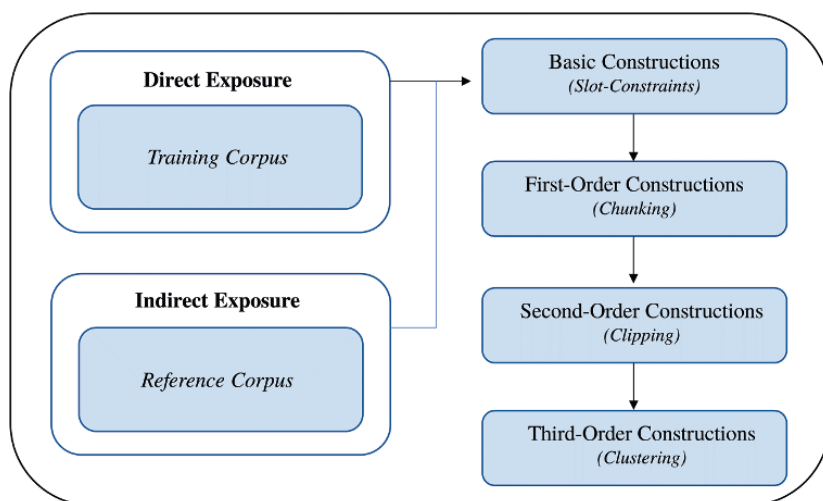 Direct Exposure
Training Corpus
Indirect Exposure
Reference Corpus
Basic Constructions
(Slot-Constraints)
First-Order Constructions
(Chunking)
Second-Order Constructions
(Clipping)
Third-Order Constructions
(Clustering)